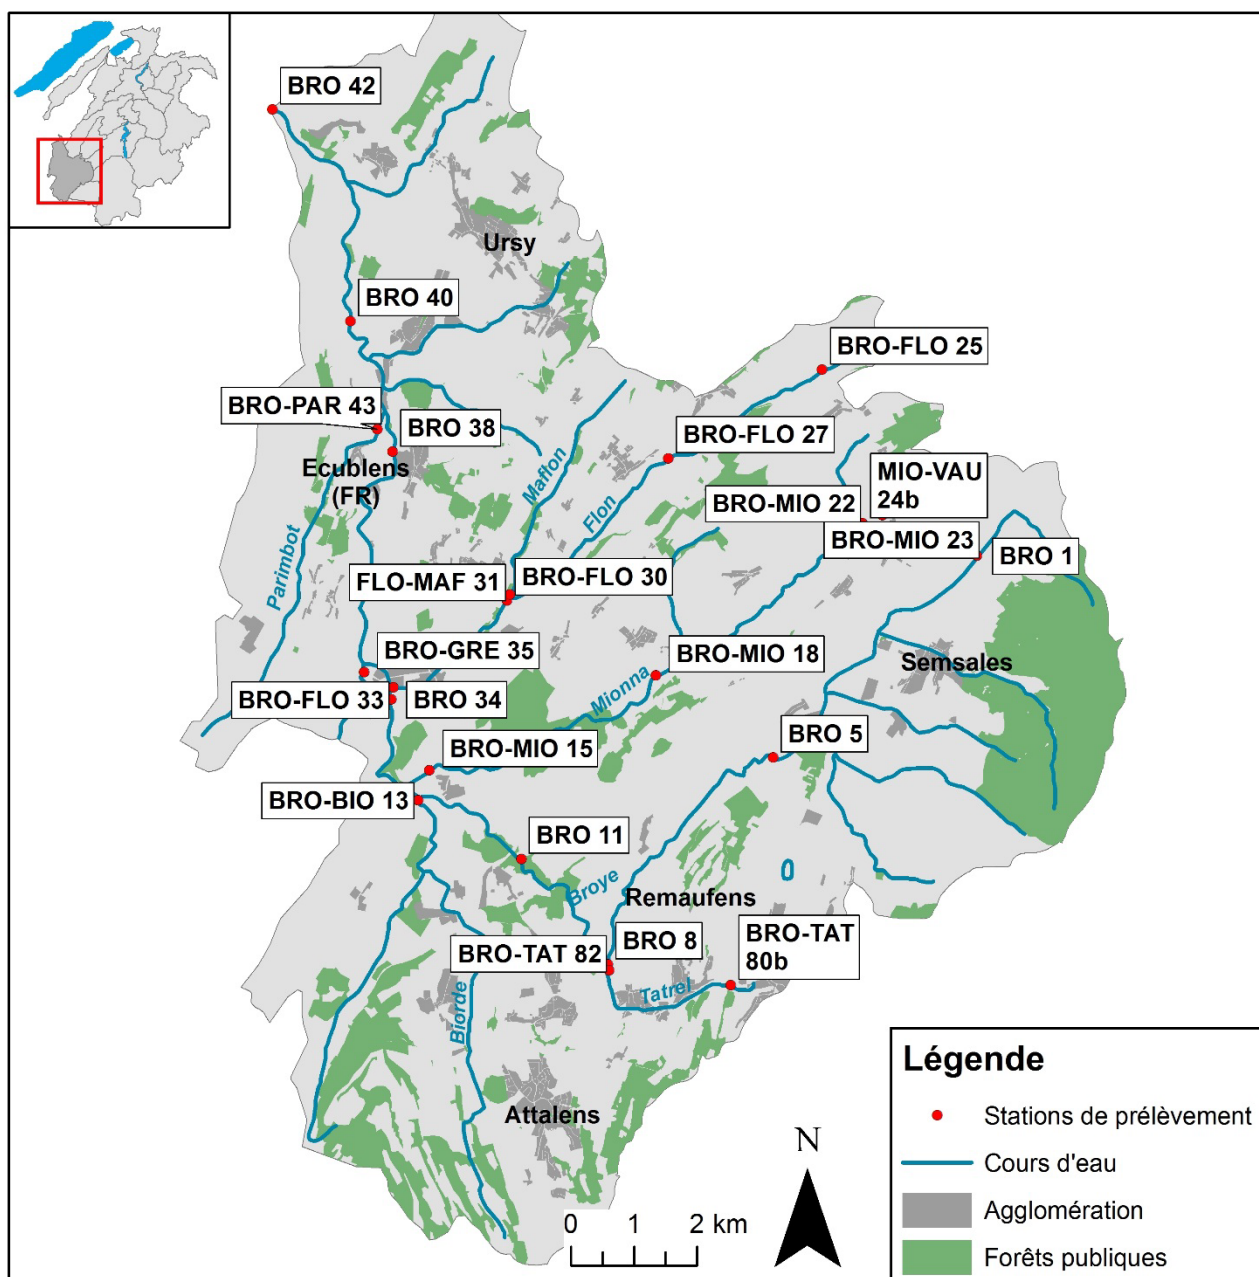 BRO 42
Ursy
BRO 40
BRO-FLO 25
BRO-PAR 43
BRO 38
BRO-FLO 27
Ecublens
(FR)
Maflon
Flon
MIO-VAU
24b
BRO-MIO 22
BRO-MIO 23
BRO 1
Parimbot
FLO-MAF 31
BRO-FLO 30
BRO-GRE 35
BRO-MIO 18
Semsales
BRO-FLO 33
BRO 34
Mionna
BRO 5
BRO-MIO 15
BRO-BIO 13
BRO 11
Broye
Remaufens
BRO-TAT 82
BRO 8
BRO-TAT
80b
Biorde
Tatrel
Attalens
N
0 1 2 km
Légende
Stations de prélèvement
Cours d'eau
Agglomération
Forêts publiques